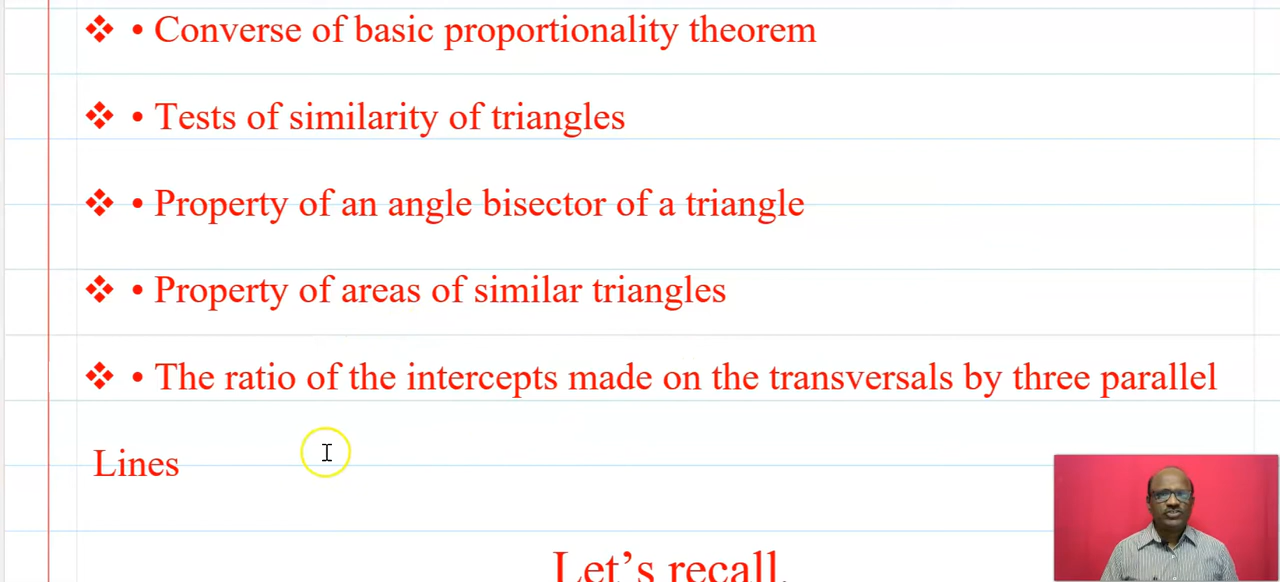 ❖ • Converse of basic proportionality theorem
❖ • Tests of similarity of triangles
❖ • Property of an angle bisector of a triangle
❖ • Property of areas of similar triangles
❖ • The ratio of the intercepts made on the transversals by three parallel
Lines
Let’s recall.